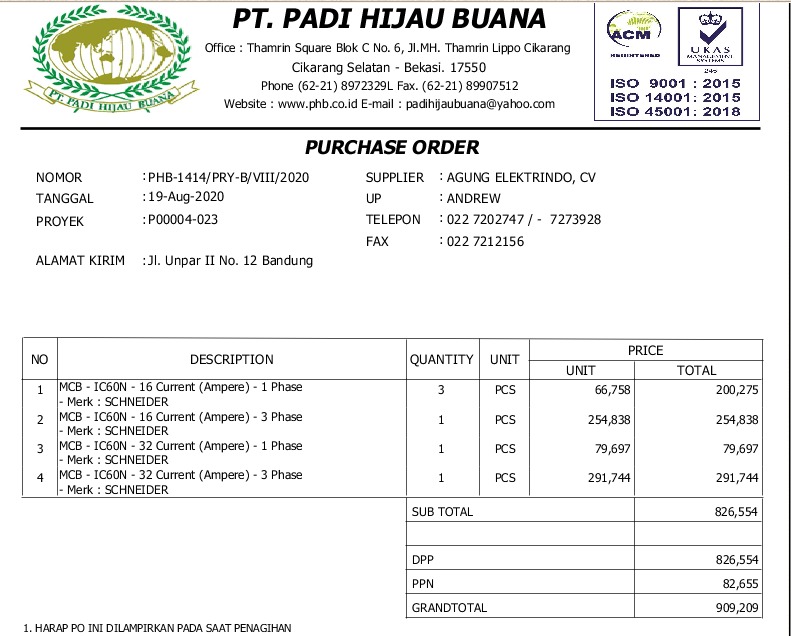 PT. PADI HIJAU BUANA
PT. PADI HIJAU BUANA
Office : Thamrin Square Blok C No. 6, Jl.MH. Thamrin Lippo Cikarang
Cikarang Selatan - Bekasi. 17550
Phone (62-21) 8972329L Fax. (62-21) 89907512
Website : www.phb.co.id E-mail : padihijaubuana@yahoo.com
ACM
REGISTERED
UKAS
MANAGEMENT
SYSTEMS
ISO 9001 : 2015
ISO 14001 : 2015
ISO 45001 : 2018
PURCHASE ORDER
NOMOR : PHB-1414/PRY-B/VIII/2020 SUPPLIER : AGUNG ELEKTRINDO, CV
TANGGAL : 19-Aug-2020 UP : ANDREW
PROYEK : P00004-023 TELEPON : 022 7202747 / - 7273928
FAX : 022 7212156
ALAMAT KIRIM : Jl. Unpar II No. 12 Bandung
NO DESCRIPTION QUANTITY UNIT PRICE
UNIT TOTAL
1 MCB - IC60N - 16 Current (Ampere) - 1 Phase 3 PCS 66,758 200,275
- Merk : SCHNEIDER
2 MCB - IC60N - 16 Current (Ampere) - 3 Phase 1 PCS 254,838 254,838
- Merk : SCHNEIDER
3 MCB - IC60N - 32 Current (Ampere) - 1 Phase 1 PCS 79,697 79,697
- Merk : SCHNEIDER
4 MCB - IC60N - 32 Current (Ampere) - 3 Phase 1 PCS 291,744 291,744
- Merk : SCHNEIDER
SUB TOTAL 826,554
DPP 826,554
PPN 82,655
GRANDTOTAL 909,209
1. HARAP PO INI DILAMPIRKAN PADA SAAT PENAGIHAN